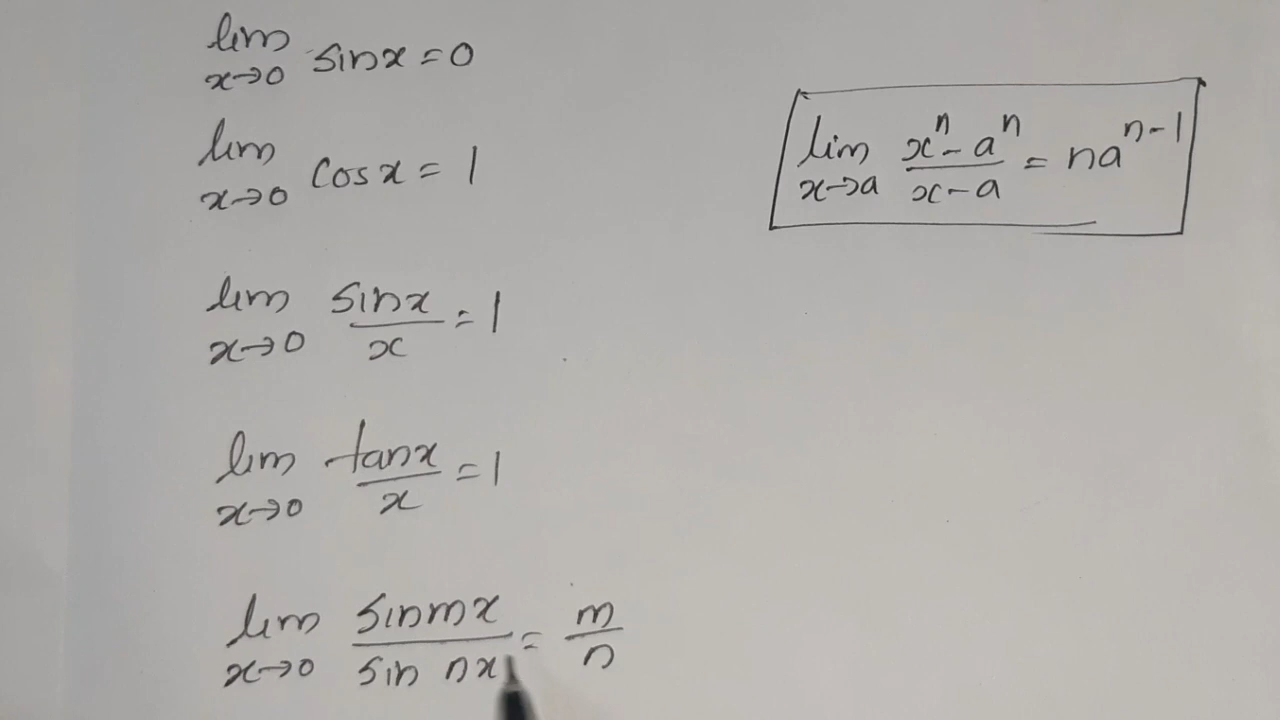 lim x→0 sinx = 0
lim x→0 cosx = 1
lim x→a (x^n - a^n)/(x - a) = na^(n-1)
lim x→0 sinx/x = 1
lim x→0 tanx/x = 1
lim x→0 sinmx/sin nx = m/n